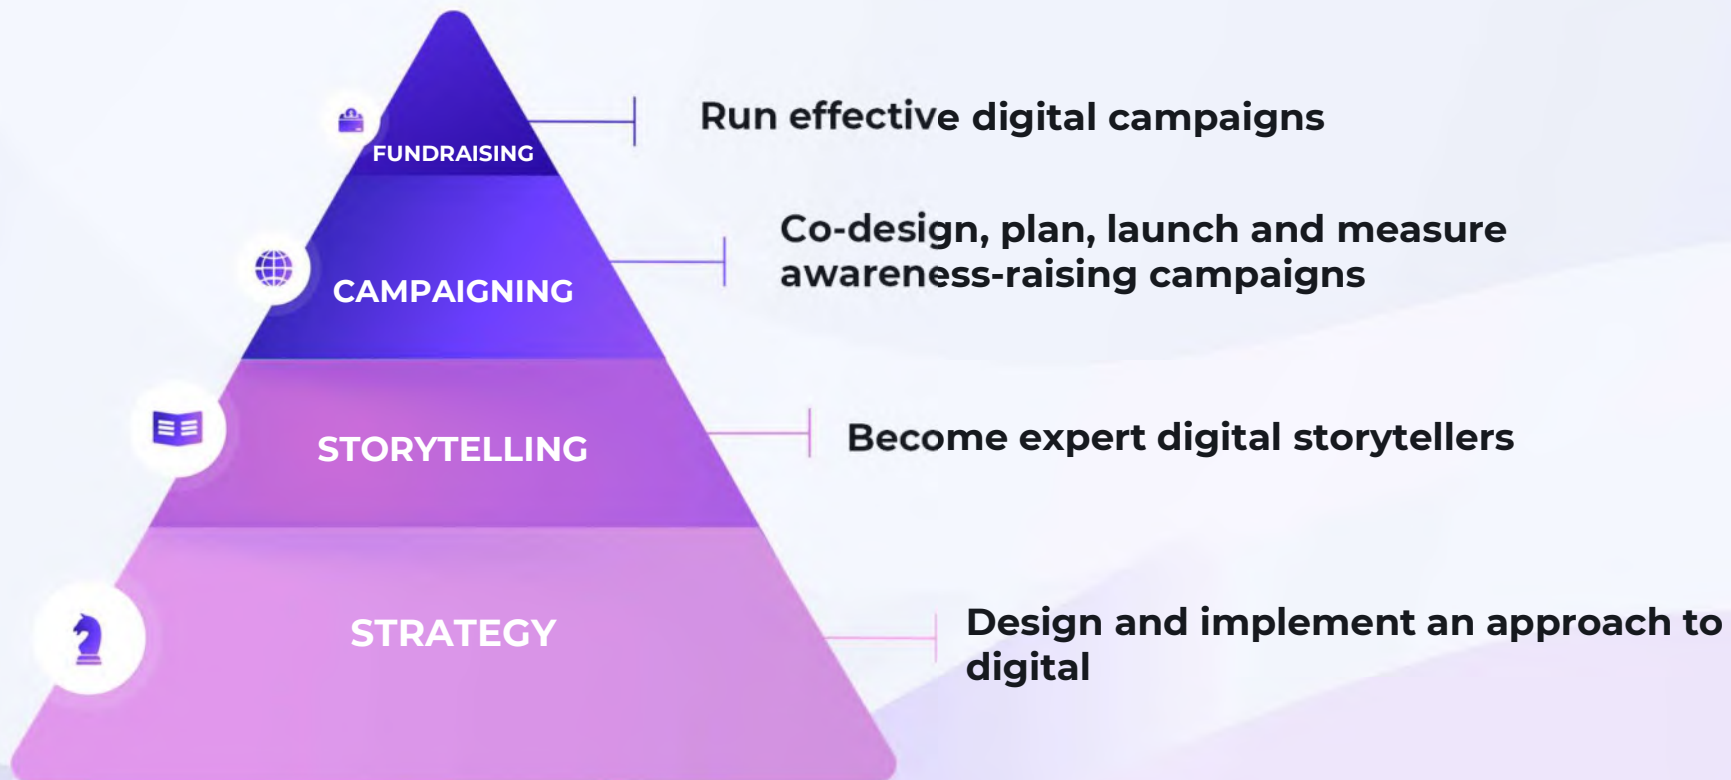 FUNDRAISING
Run effective digital campaigns
CAMPAIGNING
Co-design, plan, launch and measure
awareness-raising campaigns
STORYTELLING
Become expert digital storytellers
STRATEGY
Design and implement an approach to
digital